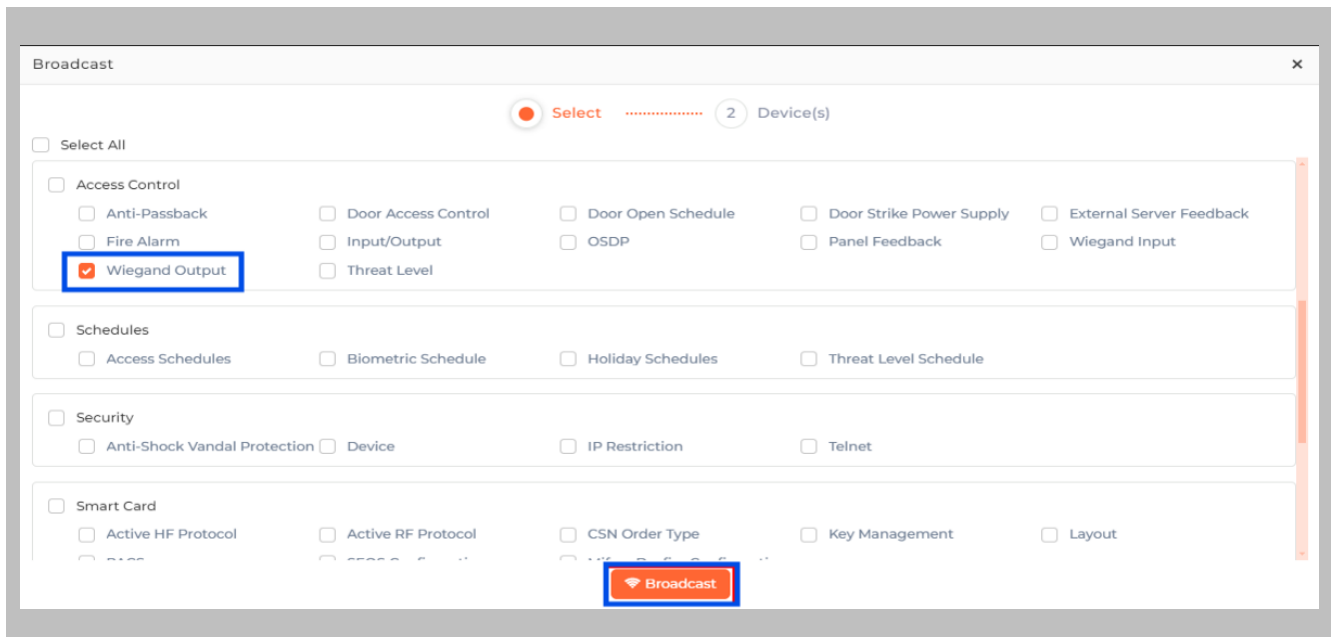 Broadcast ×
Select 2 Device(s)
Select All
Access Control
Anti-Passback Door Access Control Door Open Schedule Door Strike Power Supply External Server Feedback
Fire Alarm Input/Output OSDP Panel Feedback Wiegand Input
Wiegand Output Threat Level
Schedules
Access Schedules Biometric Schedule Holiday Schedules Threat Level Schedule
Security
Anti-Shock Vandal Protection Device IP Restriction Telnet
Smart Card
Active HF Protocol Active RF Protocol CSN Order Type Key Management Layout
Broadcast